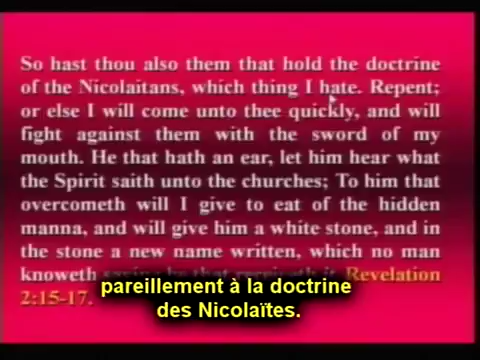 So hast thou also them that hold the doctrine
of the Nicolaitans, which thing I hate. Repent;
or else I will come unto thee quickly, and will
fight against them with the sword of my
mouth. He that hath an ear, let him hear what
the Spirit saith unto the churches; To him that
overcometh will I give to eat of the hidden
manna, and will give him a white stone, and in
the stone a new name written, which no man
knoweth Revelation
2:15-17.
pareillement à la doctrine
des Nicolaïtes.